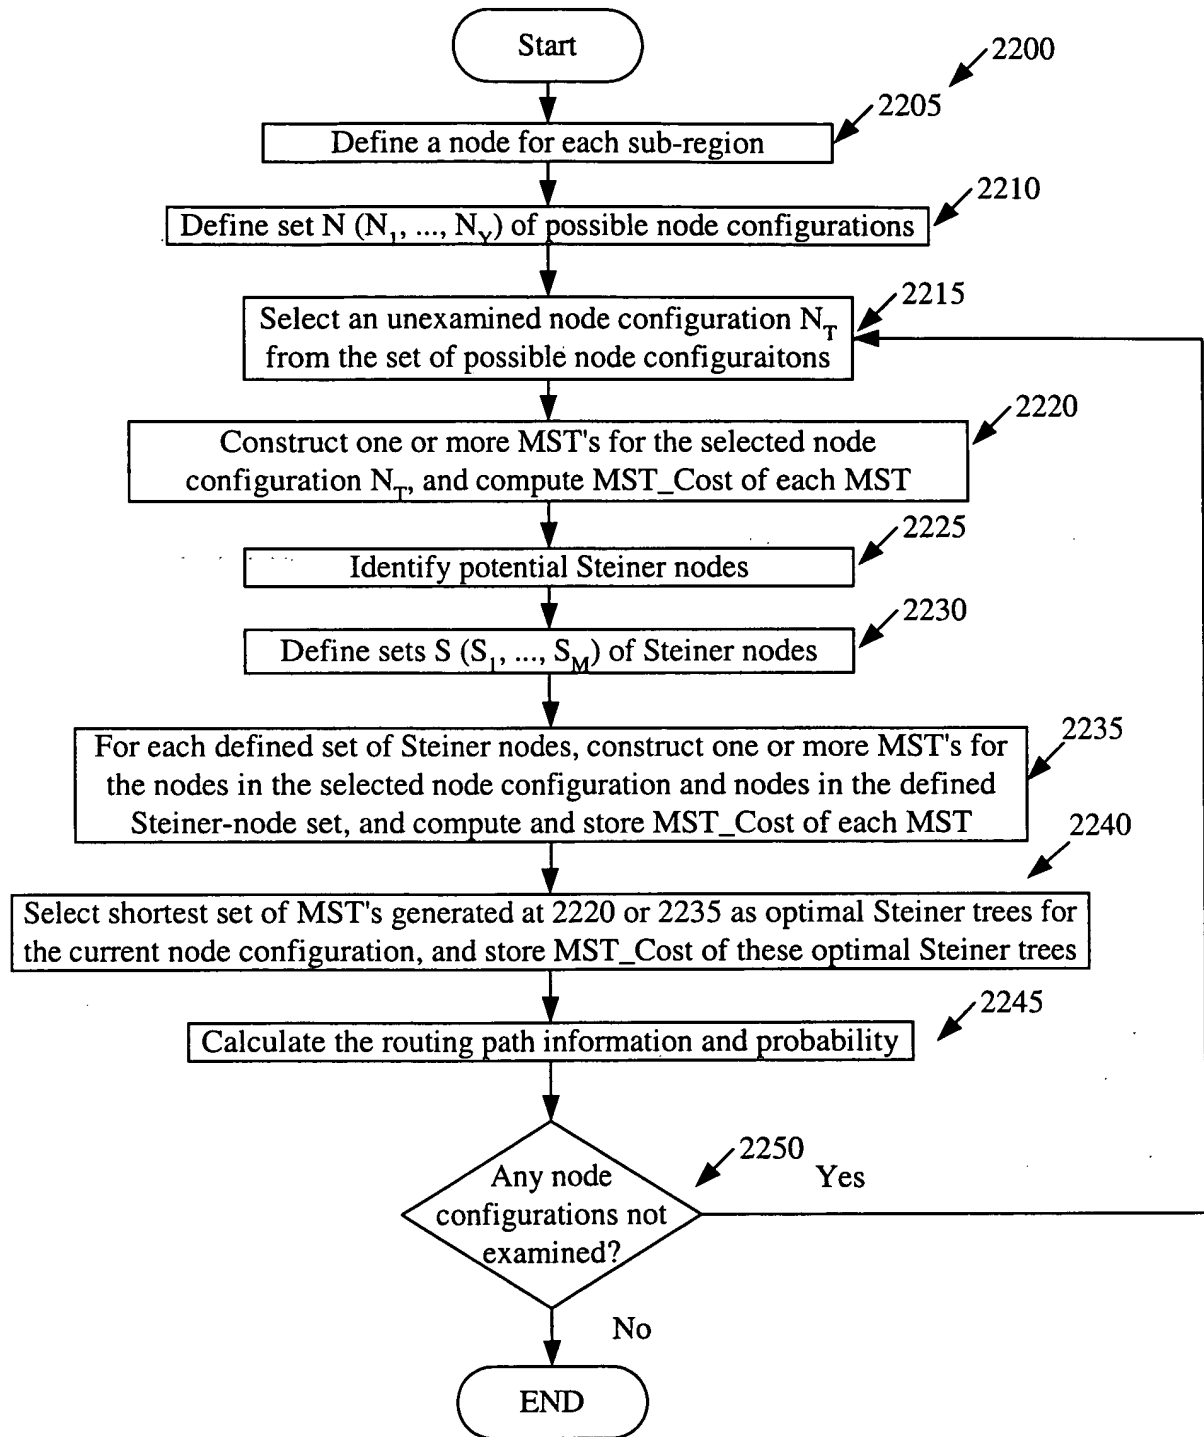 Start
2200
2205
Define a node for each sub-region
2210
Define set N (N1, ..., NY) of possible node configurations
2215
Select an unexamined node configuration NT
from the set of possible node configuraitons
2220
Construct one or more MST's for the selected node
configuration NT, and compute MST_Cost of each MST
2225
Identify potential Steiner nodes
2230
Define sets S (S1, ..., SM) of Steiner nodes
2235
For each defined set of Steiner nodes, construct one or more MST's for
the nodes in the selected node configuration and nodes in the defined
Steiner-node set, and compute and store MST_Cost of each MST
2240
Select shortest set of MST's generated at 2220 or 2235 as optimal Steiner trees for
the current node configuration, and store MST_Cost of these optimal Steiner trees
2245
Calculate the routing path information and probability
2250
Any node
configurations not
examined?
Yes
No
END